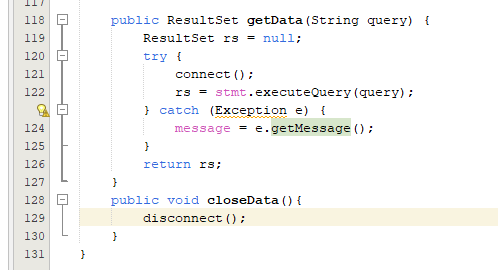 117
118 public ResultSet getData(String query) {
119 ResultSet rs = null;
120 try {
121 connect();
122 rs = stmt.executeQuery(query);
} catch (Exception e) {
124 message = e.getMessage();
125 }
126 return rs;
127 }
128 public void closeData(){
129 disconnect();
130 }
131 }